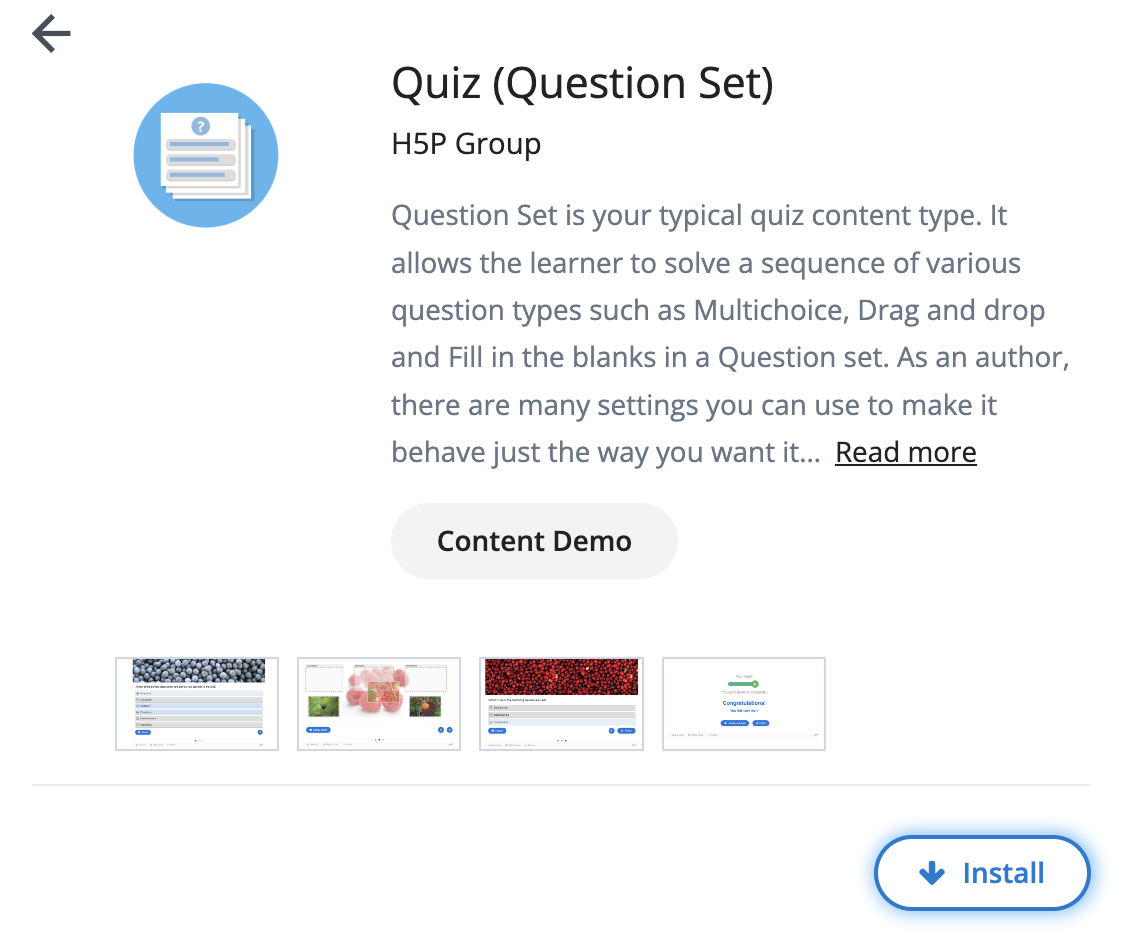 Quiz (Question Set)
?
H5P Group
Question Set is your typical quiz content type. It
allows the learner to solve a sequence of various
question types such as Multichoice, Drag and drop
and Fill in the blanks in a Question set. As an author,
there are many settings you can use to make it
behave just the way you want it... Read more
Content Demo
Congratulations!
Install